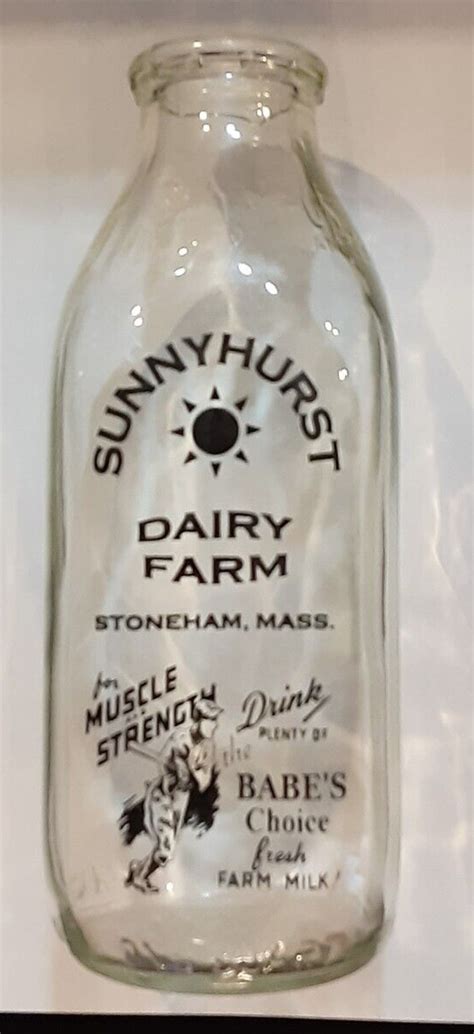 SUNNYHURST
DAIRY
FARM
STONEHAM, MASS.
for
MUSCLE
STRENGTH
Drink
PLENTY OF
the
BABE'S
Choice
fresh
FARM MILK!